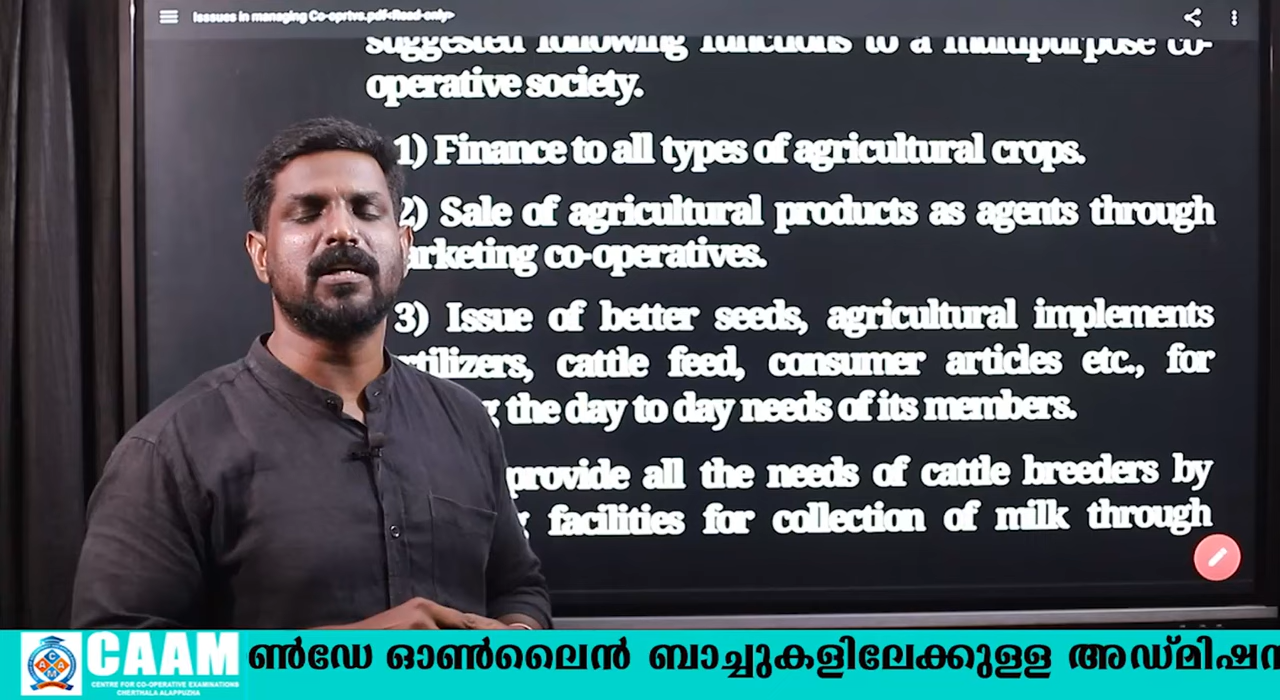 Isssues in managing Co-oprtvs.pdf<Read-only>
suggested following functions to a multipurpose co-
operative society.
1) Finance to all types of agricultural crops.
2) Sale of agricultural products as agents through
arketing co-operatives.
3) Issue of better seeds, agricultural implements
rtilizers, cattle feed, consumer articles etc., for
g the day to day needs of its members.
provide all the needs of cattle breeders by
g facilities for collection of milk through
CAAM
CENTRE FOR CO-OPERATIVE EXAMINATIONS
CHERTHALA ALAPPUZHA
ൺഡേ ഓൺലൈൻ ബാച്ചുകളിലേക്കുളള അഡ്മിഷൻ